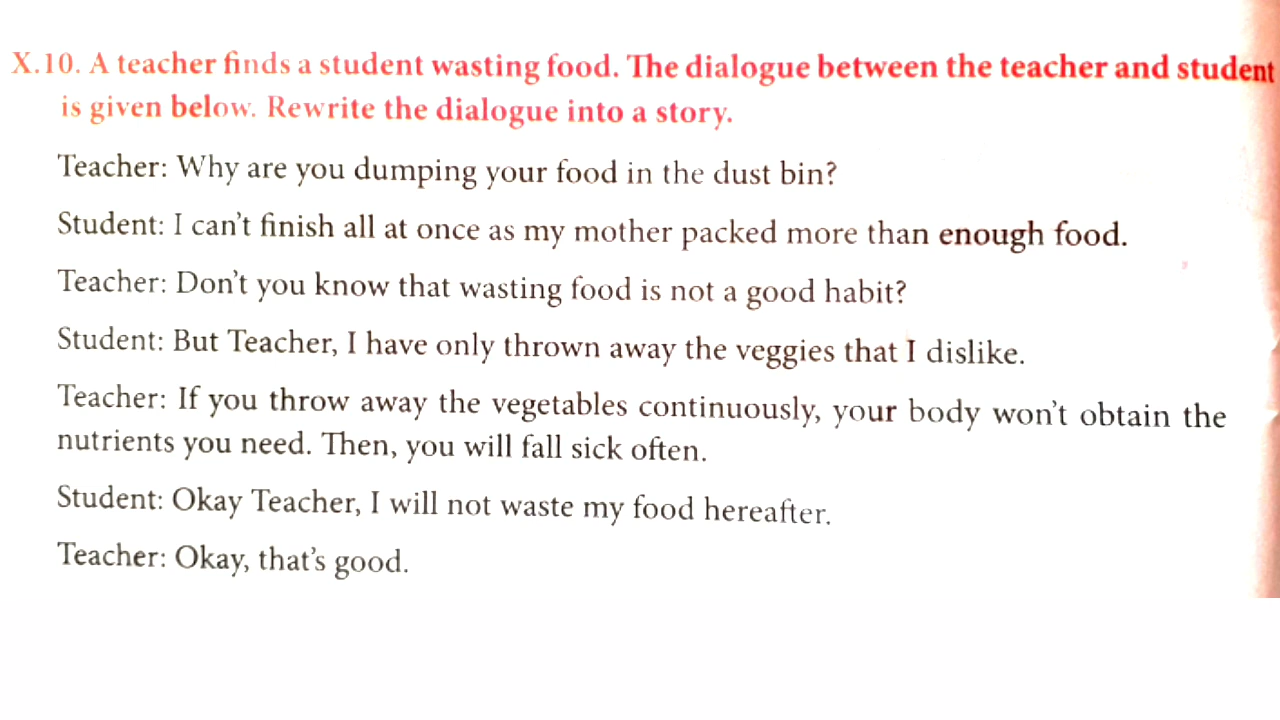 X.10. A teacher finds a student wasting food. The dialogue between the teacher and student
is given below. Rewrite the dialogue into a story.
Teacher: Why are you dumping your food in the dust bin?
Student: I can't finish all at once as my mother packed more than enough food.
Teacher: Don't you know that wasting food is not a good habit?
Student: But Teacher, I have only thrown away the veggies that I dislike.
Teacher: If you throw away the vegetables continuously, your body won't obtain the
nutrients you need. Then, you will fall sick often.
Student: Okay Teacher, I will not waste my food hereafter.
Teacher: Okay, that's good.